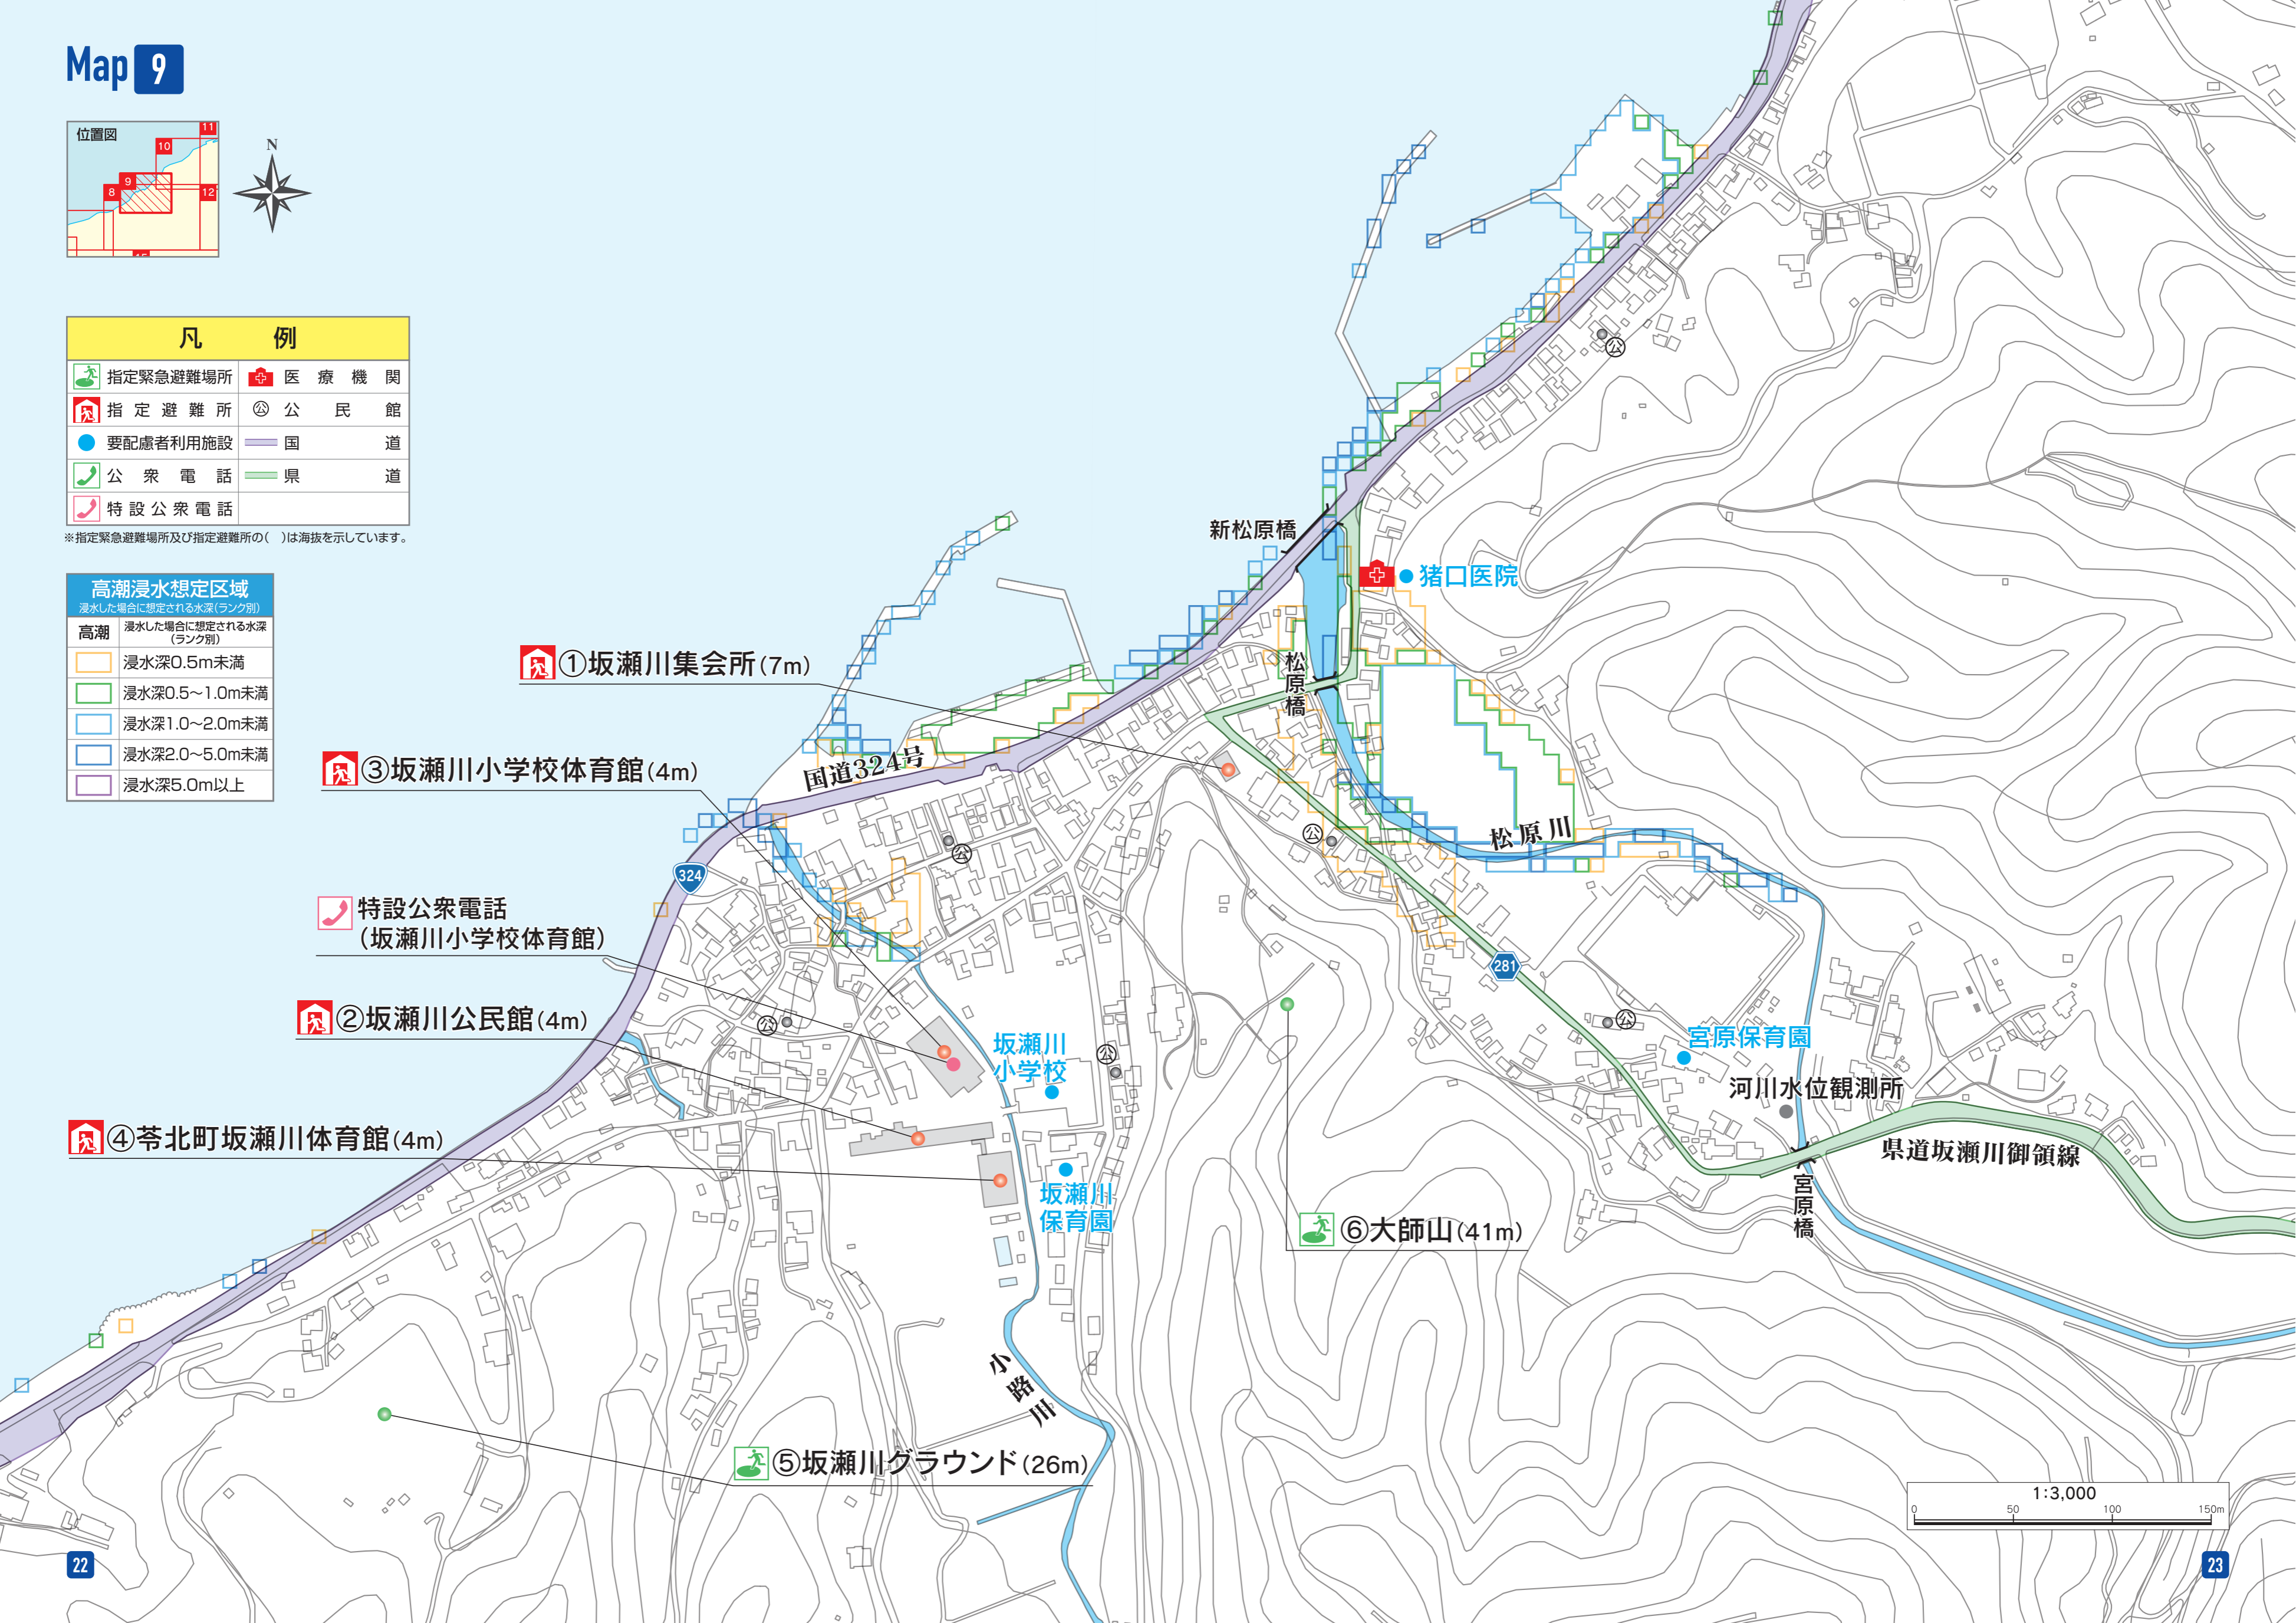 Map 9
位置図
11
10
9
8
12
N
凡 例
指定緊急避難場所
医療機関
指定避難所
公 公民館
要配慮者利用施設
国道
公衆電話
県道
特設公衆電話
※指定緊急避難場所及び指定避難所の( )は海抜を示しています。
高潮浸水想定区域
浸水した場合に想定される水深(ランク別)
高潮
浸水した場合に想定される水深
(ランク別)
浸水深0.5m未満
浸水深0.5〜1.0m未満
浸水深1.0〜2.0m未満
浸水深2.0〜5.0m未満
浸水深5.0m以上
公
新松原橋
猪口医院
①坂瀬川集会所(7m)
松原橋
③坂瀬川小学校体育館(4m)
国道324号
松原川
公
公
324
特設公衆電話
(坂瀬川小学校体育館)
281
②坂瀬川公民館(4m)
公
公
公
坂瀬川
小学校
宮原保育園
河川水位観測所
④苓北町坂瀬川体育館(4m)
県道坂瀬川御領線
坂瀬川
保育園
宮原橋
⑥大師山(41m)
小路川
⑤坂瀬川グラウンド(26m)
1:3,000
0 50 100 150m
22
23